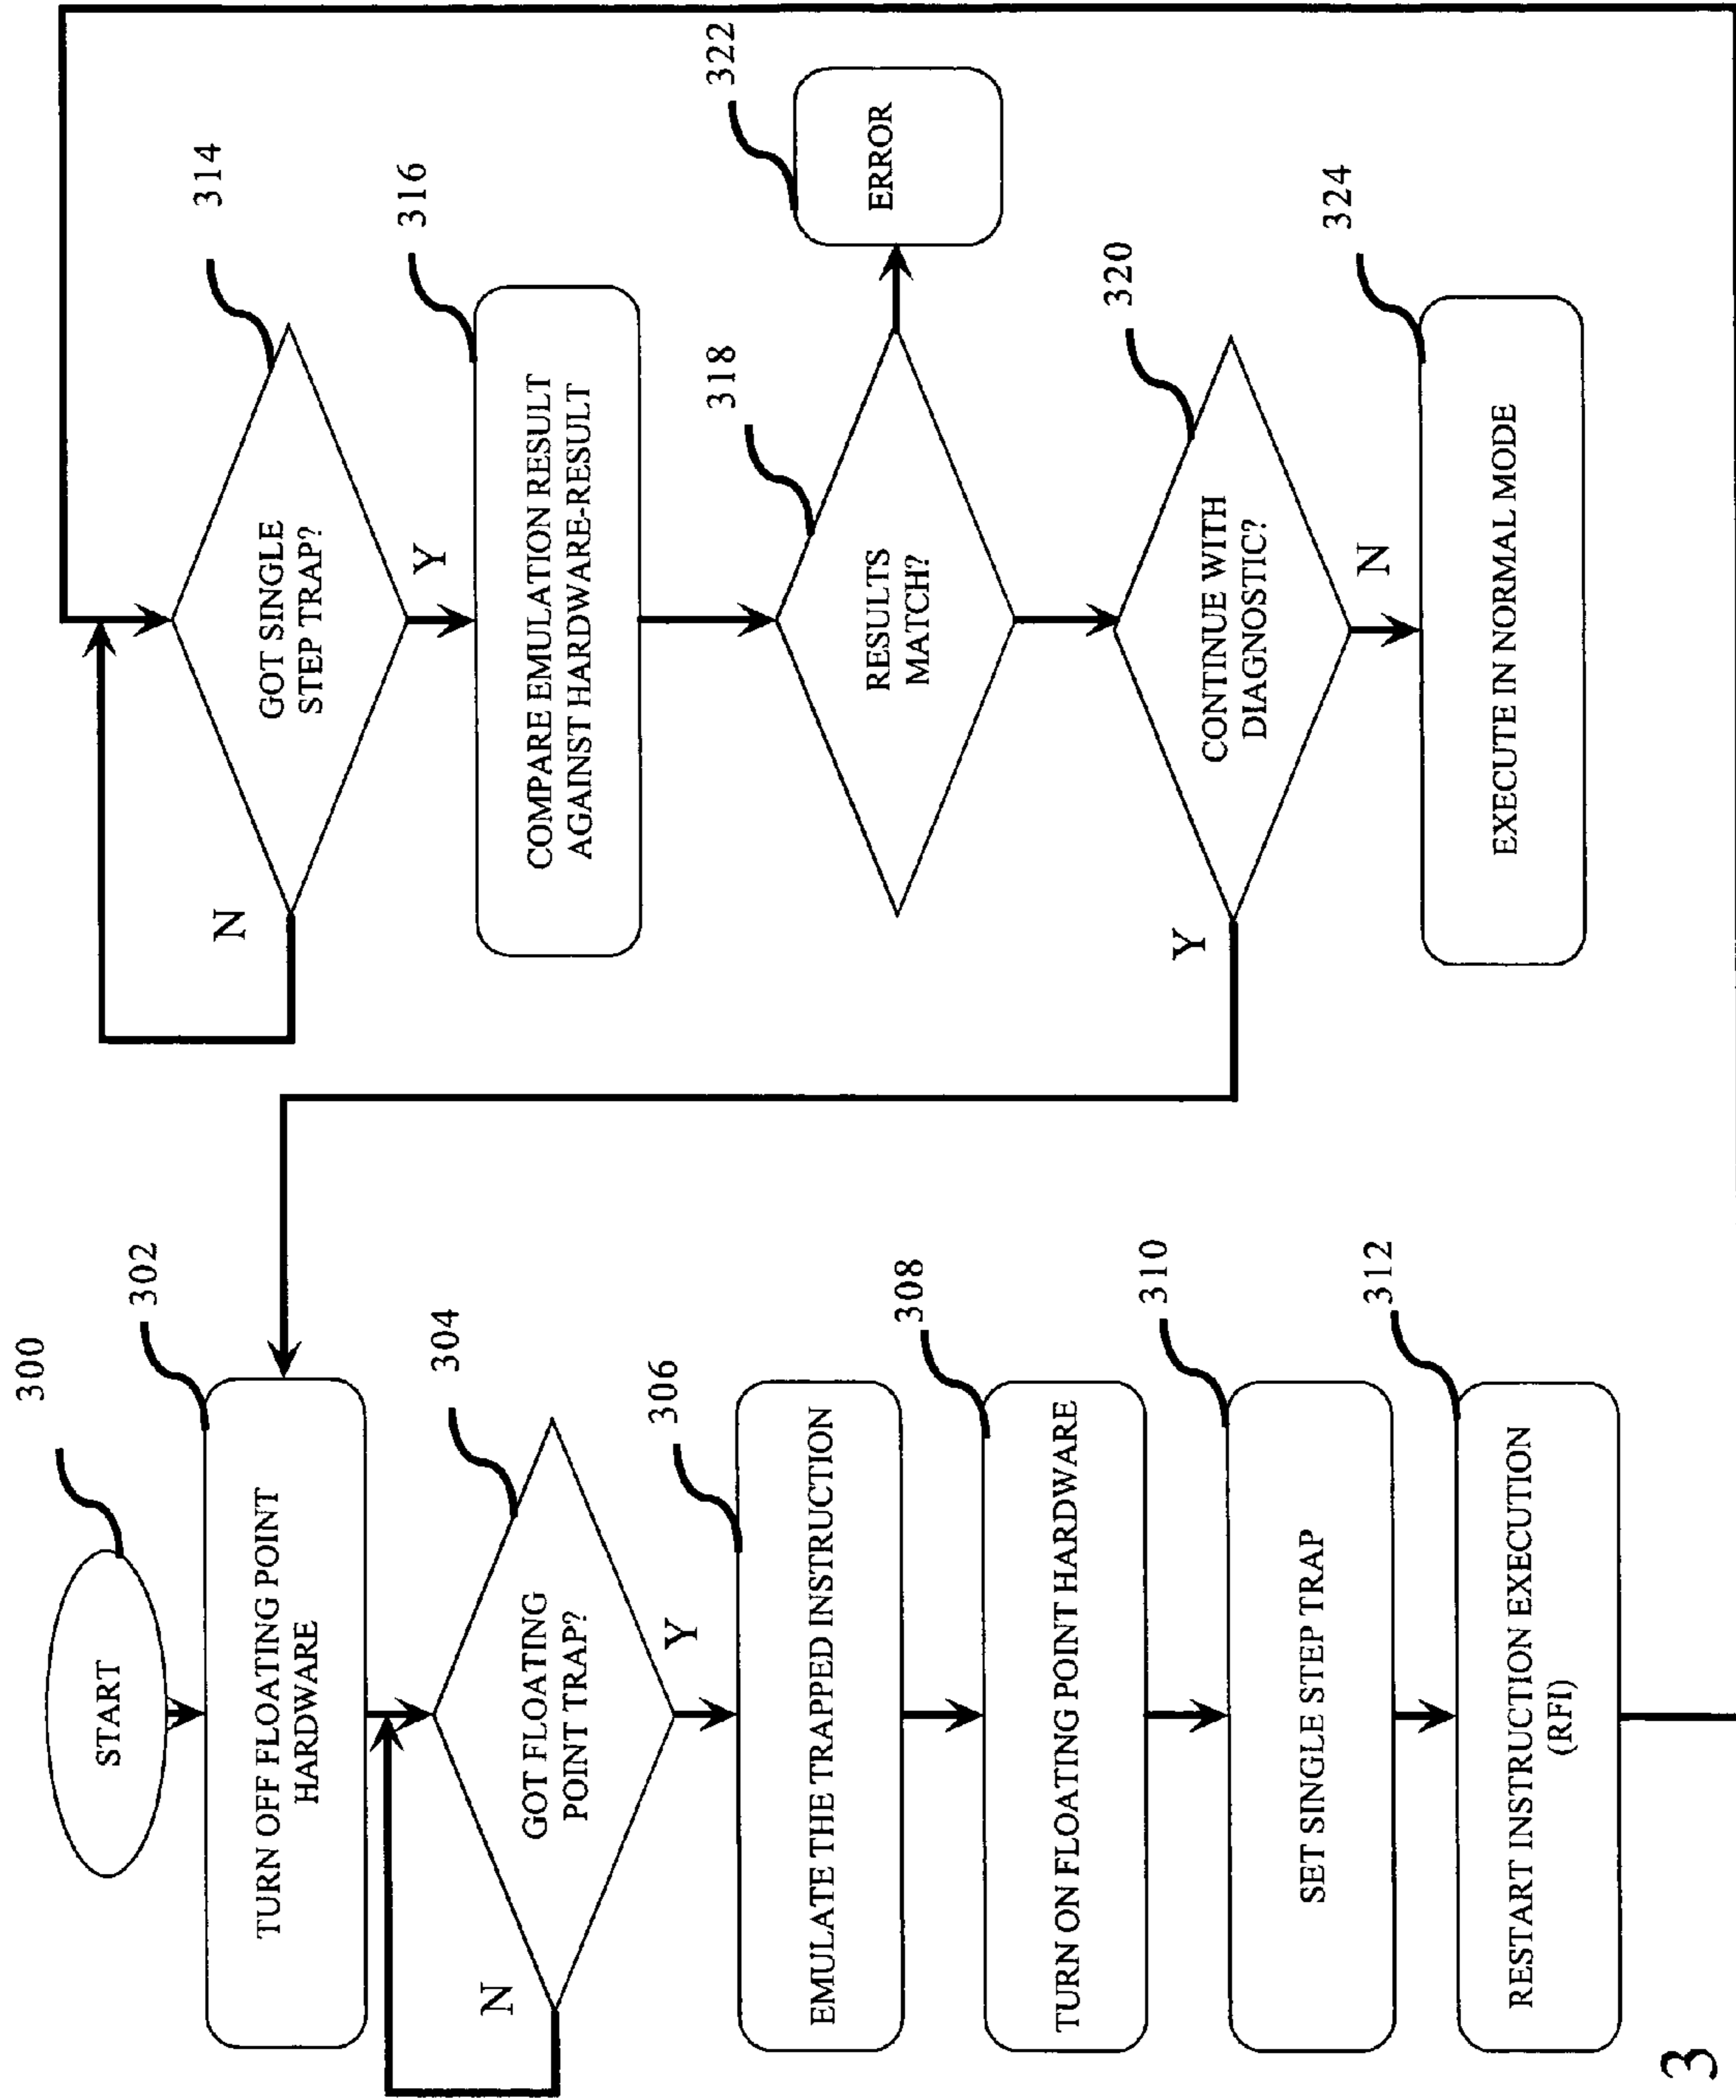 300
START
302
TURN OFF FLOATING POINT
HARDWARE
304
GOT FLOATING
POINT TRAP?
N
Y
306
EMULATE THE TRAPPED INSTRUCTION
308
TURN ON FLOATING POINT HARDWARE
310
SET SINGLE STEP TRAP
312
RESTART INSTRUCTION EXECUTION
(RFI)
314
GOT SINGLE
STEP TRAP?
N
Y
316
COMPARE EMULATION RESULT
AGAINST HARDWARE-RESULT
318
RESULTS
MATCH?
322
ERROR
320
CONTINUE WITH
DIAGNOSTIC?
Y
N
324
EXECUTE IN NORMAL MODE
3